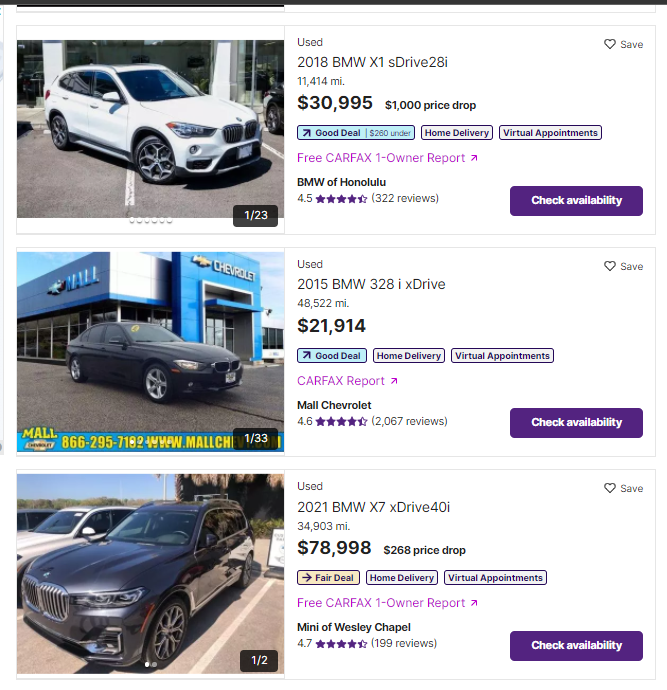 Used
Save
2018 BMW X1 sDrive28i
11,414 mi.
$30,995 $1,000 price drop
Good Deal | $260 under Home Delivery Virtual Appointments
Free CARFAX 1-Owner Report
BMW of Honolulu
4.5 (322 reviews)
Check availability
1/23
MALL
CHEVROLET
Used
Save
2015 BMW 328 i xDrive
48,522 mi.
$21,914
Good Deal Home Delivery Virtual Appointments
CARFAX Report
Mall Chevrolet
4.6 (2,067 reviews)
Check availability
MALL
CHEVROLET
866-295-7192 WWW.MALLCHEVY.COM
1/33
Used
Save
2021 BMW X7 xDrive40i
34,903 mi.
$78,998 $268 price drop
Fair Deal Home Delivery Virtual Appointments
Free CARFAX 1-Owner Report
Mini of Wesley Chapel
4.7 (199 reviews)
Check availability
1/2